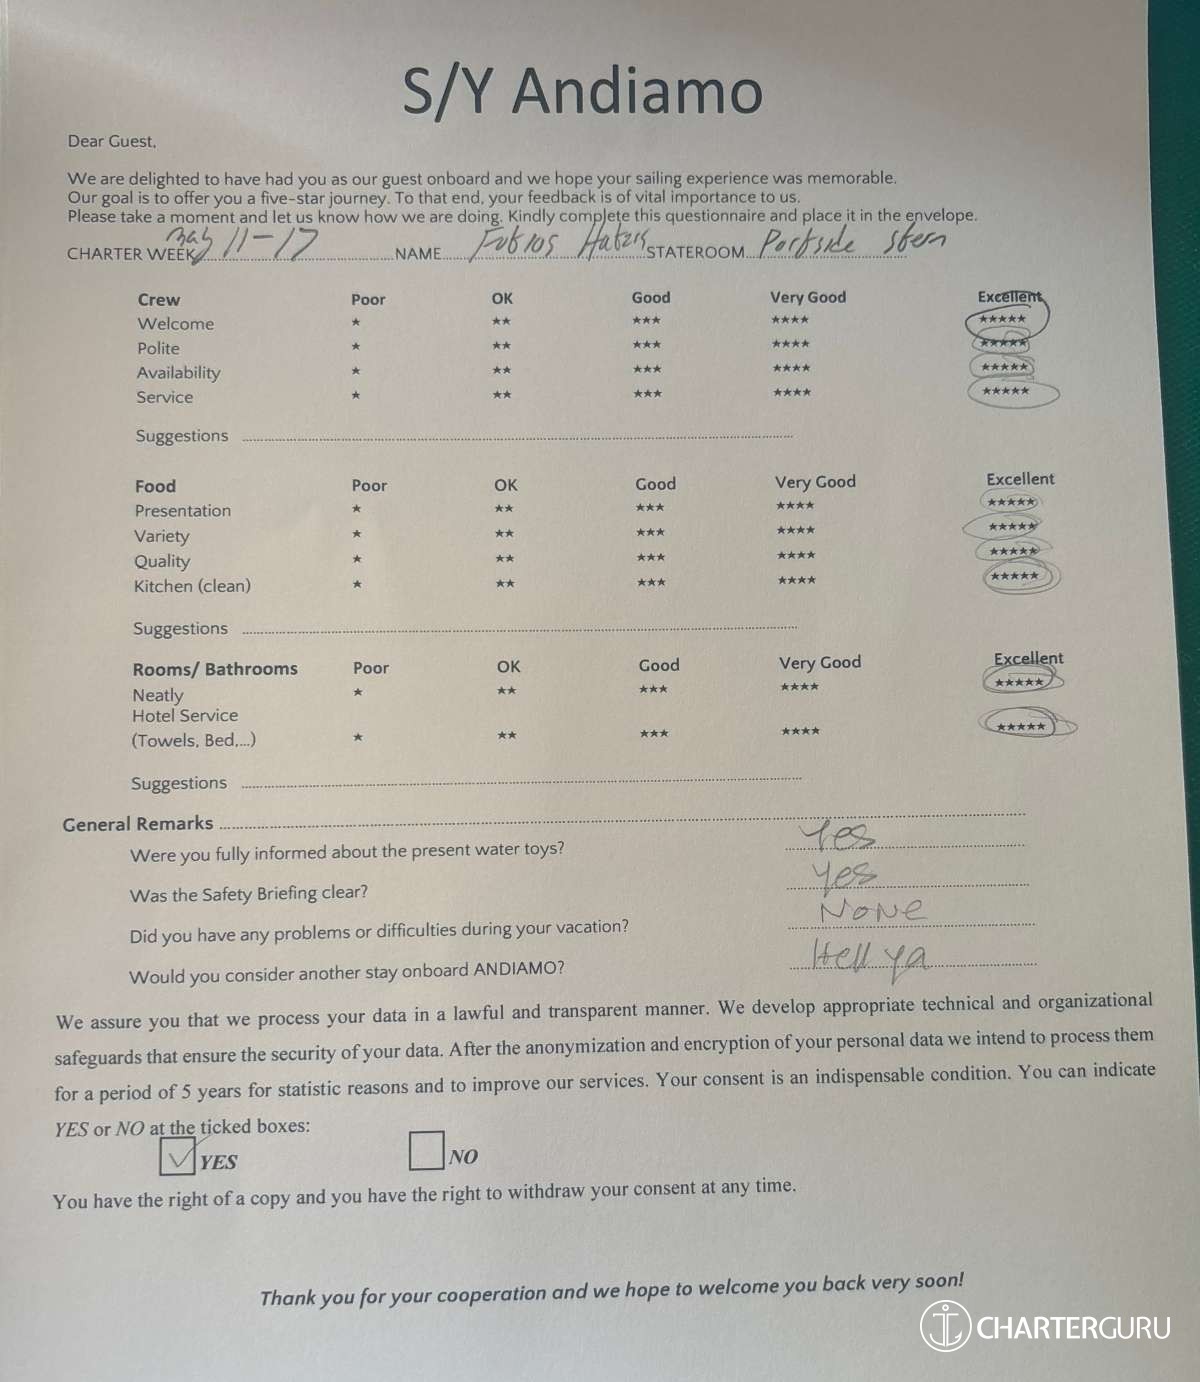 S/Y Andiamo
Dear Guest,
We are delighted to have had you as our guest onboard and we hope your sailing experience was memorable.
Our goal is to offer you a five-star journey. To that end, your feedback is of vital importance to us.
Please take a moment and let us know how we are doing. Kindly complete this questionnaire and place it in the envelope.
CHARTER WEEK May 11-17 NAME STATEROOM Portside Stern
Crew Poor OK Good Very Good Excellent
Welcome ★ ★★ ★★★ ★★★★ ★★★★★
Polite ★ ★★ ★★★ ★★★★ ★★★★★
Availability ★ ★★ ★★★ ★★★★ ★★★★★
Service ★ ★★ ★★★ ★★★★ ★★★★★
Suggestions
Food Poor OK Good Very Good Excellent
Presentation ★ ★★ ★★★ ★★★★ ★★★★★
Variety ★ ★★ ★★★ ★★★★ ★★★★★
Quality ★ ★★ ★★★ ★★★★ ★★★★★
Kitchen (clean) ★ ★★ ★★★ ★★★★ ★★★★★
Suggestions
Rooms/ Bathrooms Poor OK Good Very Good Excellent
Neatly ★ ★★ ★★★ ★★★★ ★★★★★
Hotel Service
(Towels, Bed,...) ★ ★★ ★★★ ★★★★ ★★★★★
Suggestions
General Remarks
Were you fully informed about the present water toys? Yes
Was the Safety Briefing clear? Yes
Did you have any problems or difficulties during your vacation? NONE
Would you consider another stay onboard ANDIAMO? Hell ya
We assure you that we process your data in a lawful and transparent manner. We develop appropriate technical and organizational
safeguards that ensure the security of your data. After the anonymization and encryption of your personal data we intend to process them
for a period of 5 years for statistic reasons and to improve our services. Your consent is an indispensable condition. You can indicate
YES or NO at the ticked boxes:
YES NO
You have the right of a copy and you have the right to withdraw your consent at any time.
Thank you for your cooperation and we hope to welcome you back very soon!
CHARTERGURU